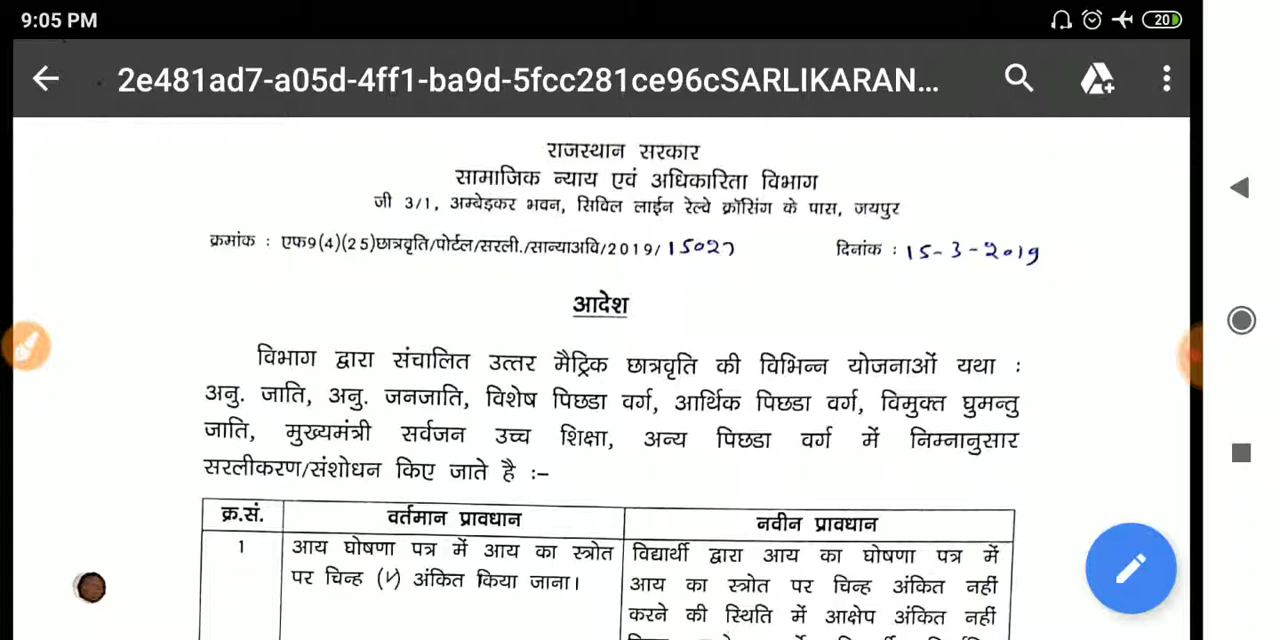 9:05 PM
20
2e481ad7-a05d-4ff1-ba9d-5fcc281ce96cSARLIKARAN...
राजस्थान सरकार
सामाजिक न्याय एवं अधिकारिता विभाग
जी 3/1, अम्बेडकर भवन, सिविल लाईन रेल्वे क्रॉसिंग के पास, जयपुर
क्रमांक : एफ9(4)(25)छात्रवृति/पोर्टल/सरली./सान्याअवि/2019/15027 दिनांक : 15-3-2019
आदेश
विभाग द्वारा संचालित उत्तर मैट्रिक छात्रवृति की विभिन्न योजनाओं यथा :
अनु. जाति, अनु. जनजाति, विशेष पिछडा वर्ग, आर्थिक पिछडा वर्ग, विमुक्त घुमन्तु
जाति, मुख्यमंत्री सर्वजन उच्च शिक्षा, अन्य पिछडा वर्ग में निम्नानुसार
सरलीकरण/संशोधन किए जाते है :–
क्र.सं. वर्तमान प्रावधान नवीन प्रावधान
1 आय घोषणा पत्र में आय का स्त्रोत विद्यार्थी द्वारा आय का घोषणा पत्र में
पर चिन्ह (√) अंकित किया जाना। आय का स्त्रोत पर चिन्ह अंकित नहीं
करने की स्थिति में आक्षेप अंकित नहीं